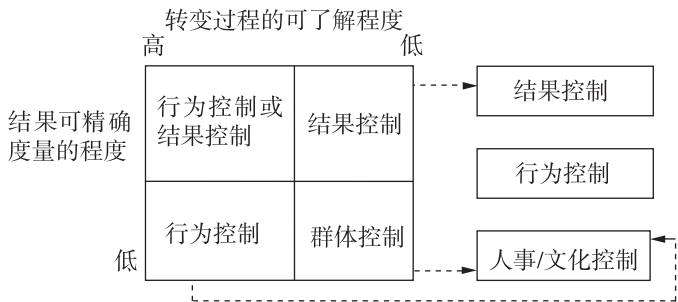 转变过程的可了解程度
高
低
结果可精确
度量的程度
行为控制或
结果控制
结果控制
行为控制
群体控制
低
结果控制
行为控制
人事/文化控制